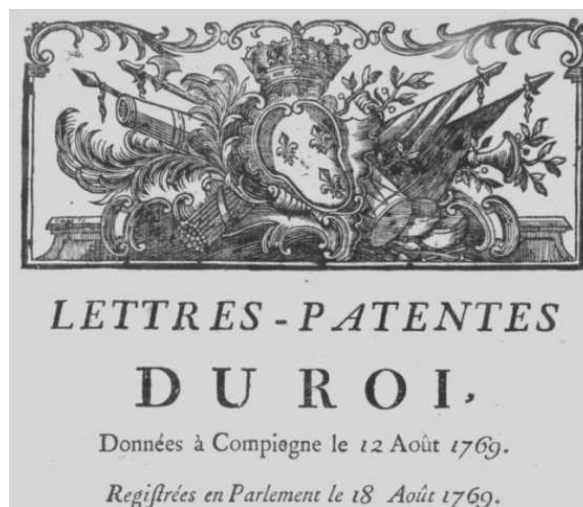 LETTRES-PATENTES
DU ROI,
Données à Compiegne le 12 Août 1769.
Regiſtrées en Parlement le 18 Août 1769.